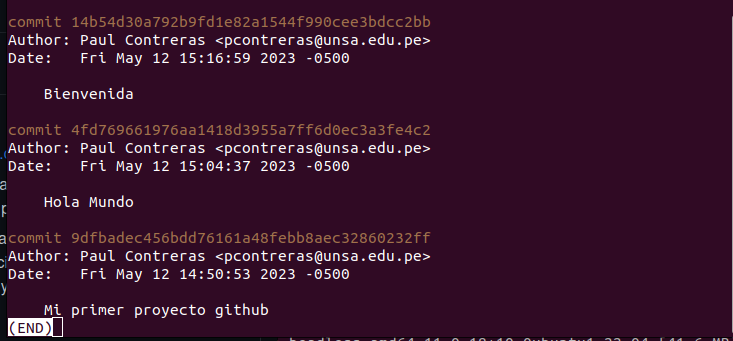 commit 14b54d30a792b9fd1e82a1544f990cee3bdcc2bb
Author: Paul Contreras <pcontreras@unsa.edu.pe>
Date:   Fri May 12 15:16:59 2023 -0500
Bienvenida
commit 4fd769661976aa1418d3955a7ff6d0ec3a3fe4c2
Author: Paul Contreras <pcontreras@unsa.edu.pe>
Date:   Fri May 12 15:04:37 2023 -0500
Hola Mundo
commit 9dfbadec456bdd76161a48febb8aec32860232ff
Author: Paul Contreras <pcontreras@unsa.edu.pe>
Date:   Fri May 12 14:50:53 2023 -0500
Mi primer proyecto github
(END)